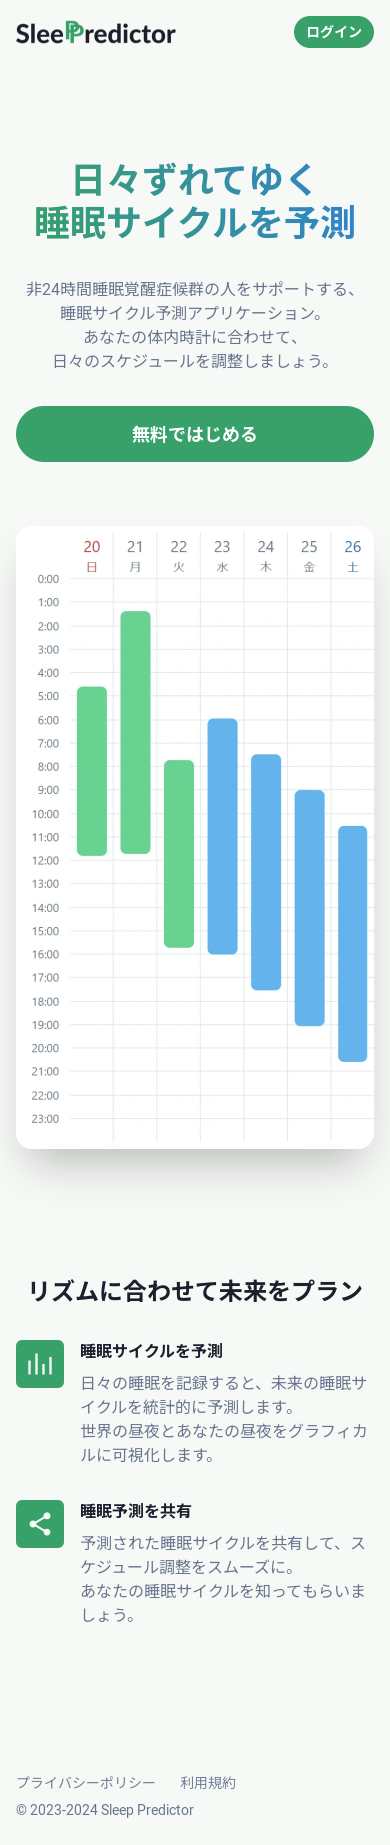 SleePredictor
ログイン
日々ずれてゆく
睡眠サイクルを予測
非24時間睡眠覚醒症候群の人をサポートする、
睡眠サイクル予測アプリケーション。
あなたの体内時計に合わせて、
日々のスケジュールを調整しましょう。
無料ではじめる
20 21 22 23 24 25 26
日 月 火 水 木 金 土
0:00
1:00
2:00
3:00
4:00
5:00
6:00
7:00
8:00
9:00
10:00
11:00
12:00
13:00
14:00
15:00
16:00
17:00
18:00
19:00
20:00
21:00
22:00
23:00
リズムに合わせて未来をプラン
睡眠サイクルを予測
日々の睡眠を記録すると、未来の睡眠サ
イクルを統計的に予測します。
世界の昼夜とあなたの昼夜をグラフィカ
ルに可視化します。
睡眠予測を共有
予測された睡眠サイクルを共有して、ス
ケジュール調整をスムーズに。
あなたの睡眠サイクルを知ってもらいま
しょう。
プライバシーポリシー 利用規約
© 2023-2024 Sleep Predictor